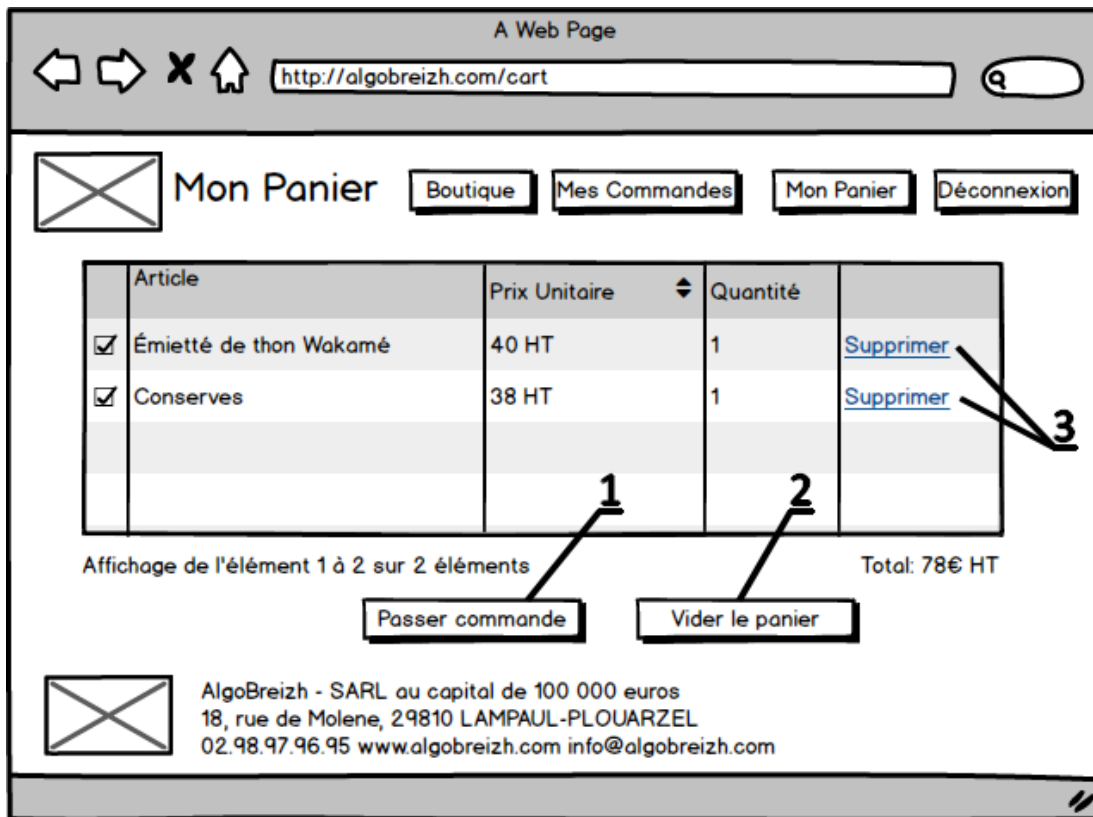 A Web Page
http://algobreizh.com/cart
Mon Panier Boutique Mes Commandes Mon Panier Déconnexion
Article Prix Unitaire Quantité
Émietté de thon Wakamé 40 HT 1 Supprimer
Conserves 38 HT 1 Supprimer
3
1 2
Affichage de l'élément 1 à 2 sur 2 éléments Total: 78€ HT
Passer commande Vider le panier
AlgoBreizh - SARL au capital de 100 000 euros
18, rue de Molene, 29810 LAMPAUL-PLOUARZEL
02.98.97.96.95 www.algobreizh.com info@algobreizh.com